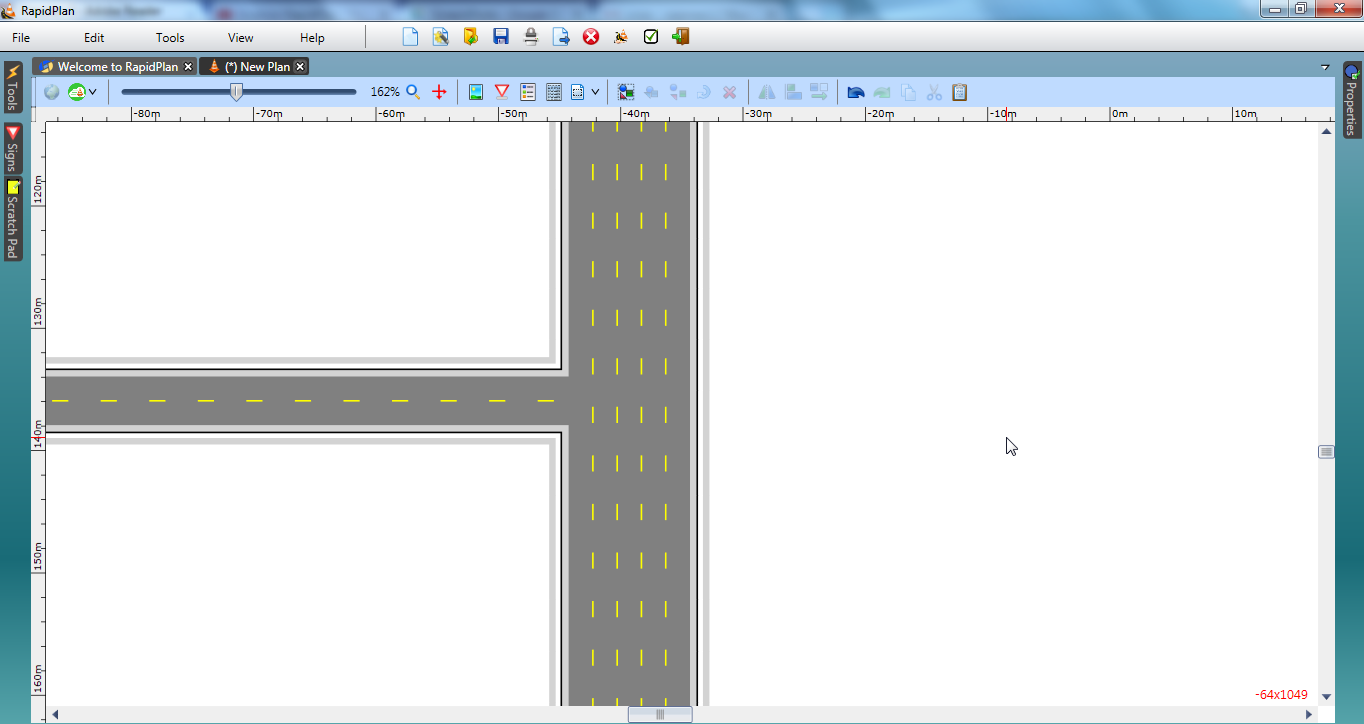 RapidPlan
File Edit Tools View Help
Welcome to RapidPlan (*) New Plan
162%
-80m -70m -60m -50m -40m -30m -20m -10m 0m 10m
Tools
Signs
Scratch Pad
Properties
120m
130m
140m
150m
160m
-64x1049